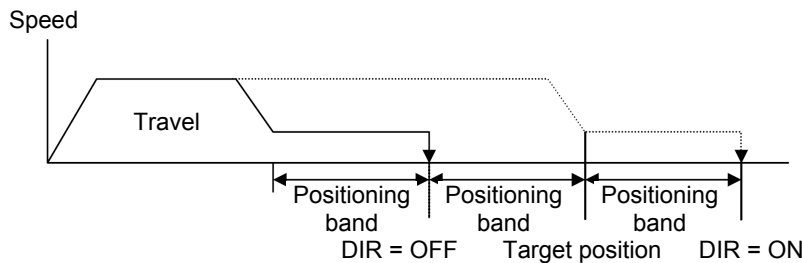 Speed
Travel
Positioning band
Positioning band
Positioning band
DIR = OFF
Target position
DIR = ON